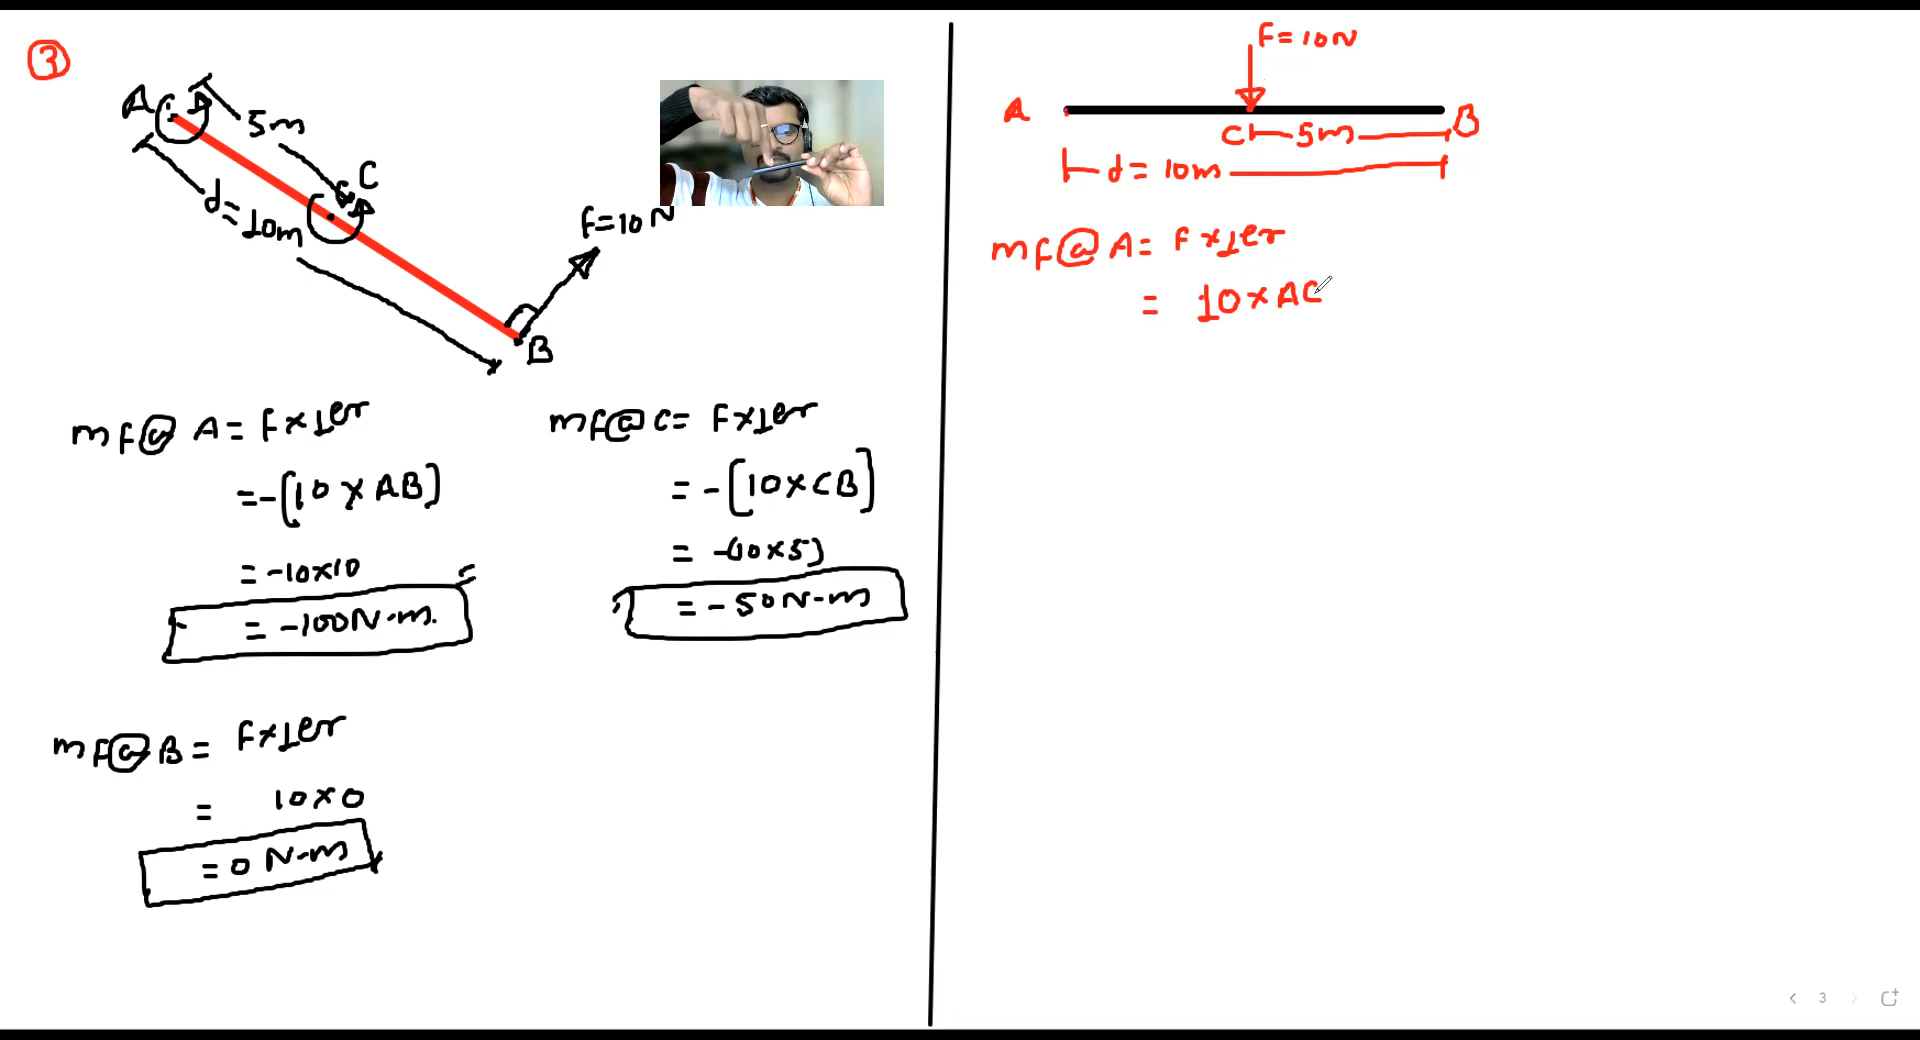 3
A
5m
C
d=10m
F=10N
B
mF@ A = F×⊥er
=-[10×AB]
=-10×10
= -100N-m.
mF@C= F×⊥er
= -[10×CB]
= -(10×5)
= -50N-m
mF@B = F×⊥er
= 10×0
=0 N-m
F=10N
A
B
C 5m
d= 10m
mF@A= F×⊥er
= 10×AC
3